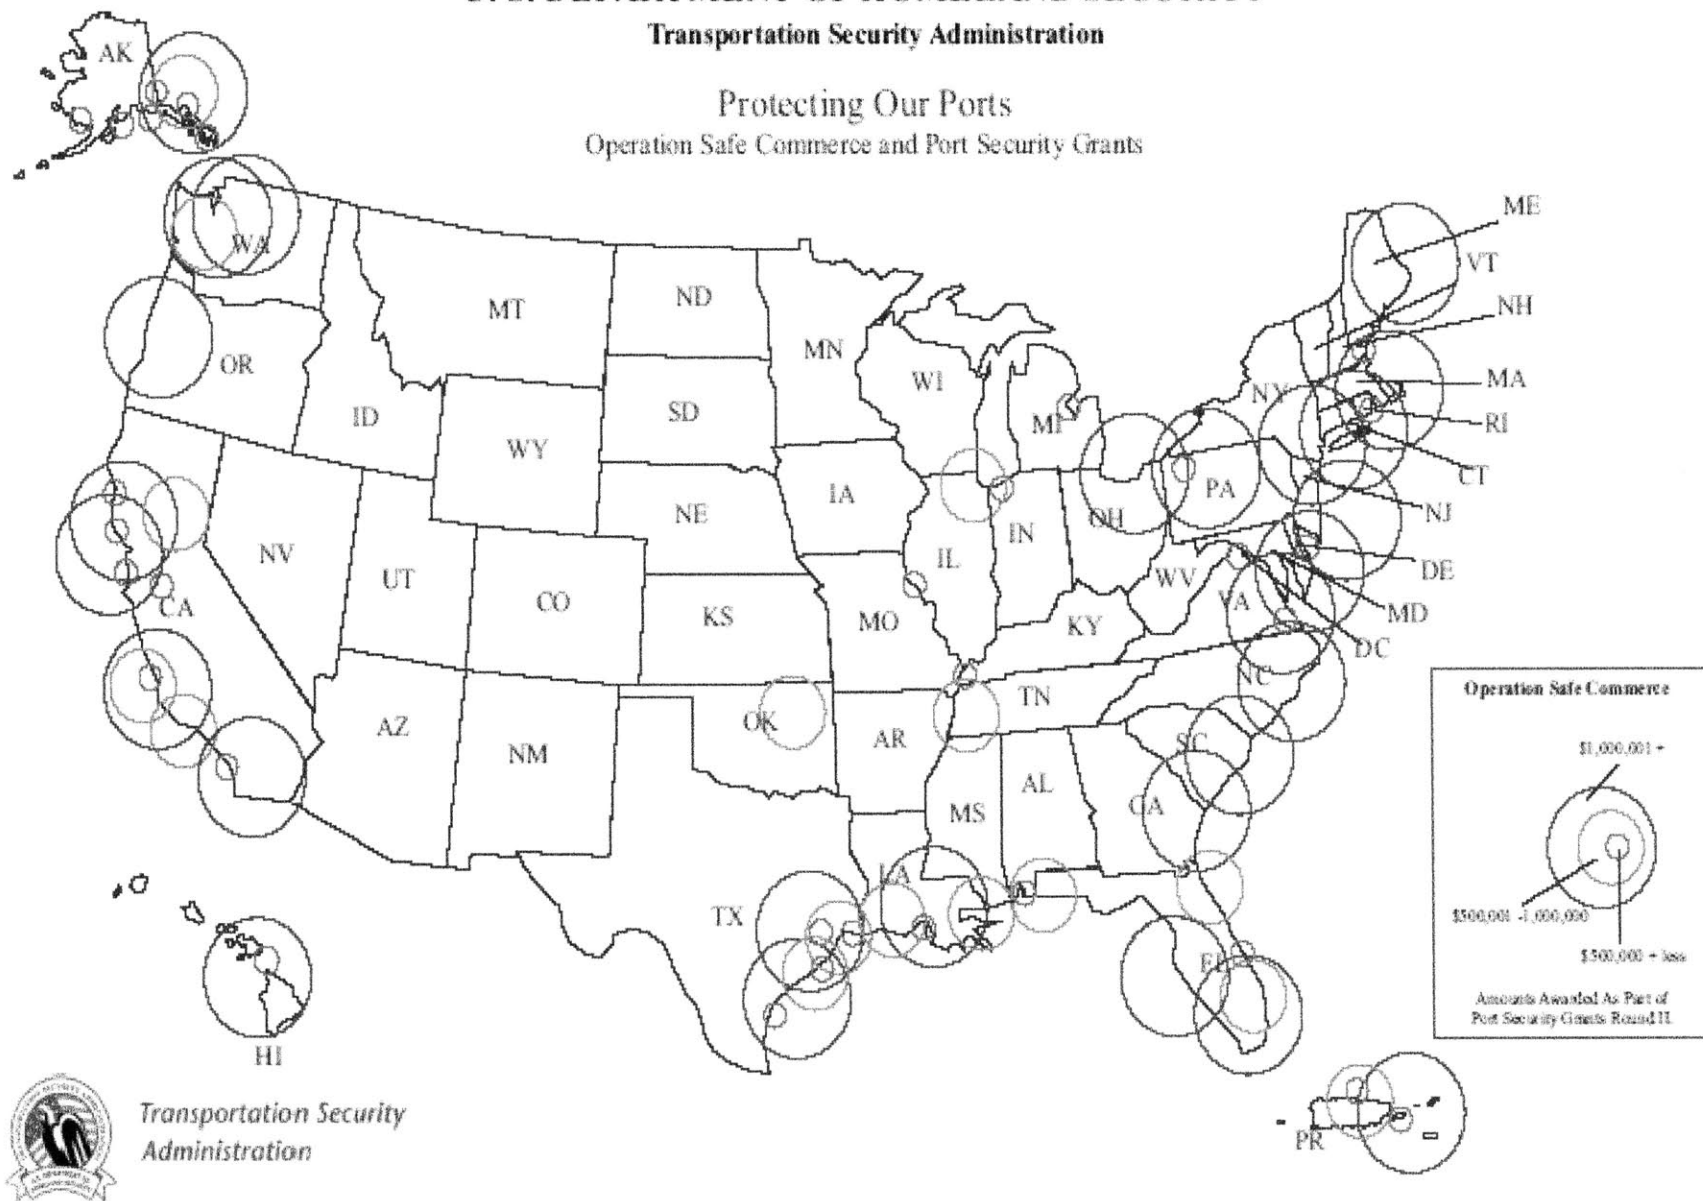 Transportation Security Administration
Protecting Our Ports
Operation Safe Commerce and Port Security Grants
AK
WA
MT
ND
MN
OR
ID
SD
WI
MI
NY
ME
VT
NH
MA
RI
CT
NJ
DE
MD
DC
WY
NE
IA
PA
OH
IN
IL
NV
UT
CO
KS
MO
WV
VA
KY
CA
AZ
NM
OK
AR
TN
NC
SC
MS
AL
GA
TX
LA
FL
HI
PR
Operation Safe Commerce
$1,000,001 +
$500,001 -1,000,000
$500,000 + less
Amounts Awarded As Part of
Port Security Grants Round II.
Transportation Security
Administration